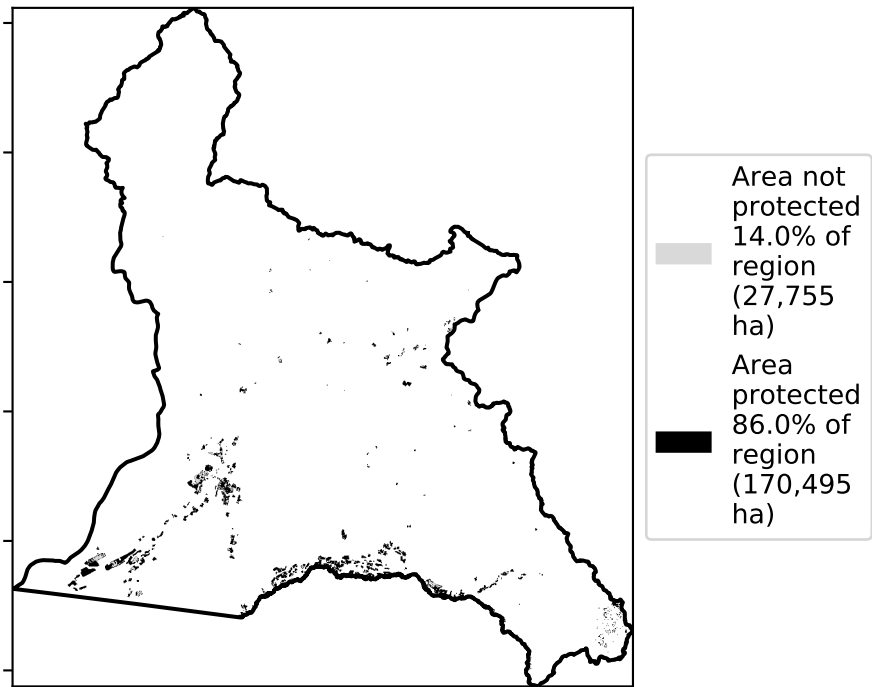 Area not
protected
14.0% of
region
(27,755
ha)
Area
protected
86.0% of
region
(170,495
ha)